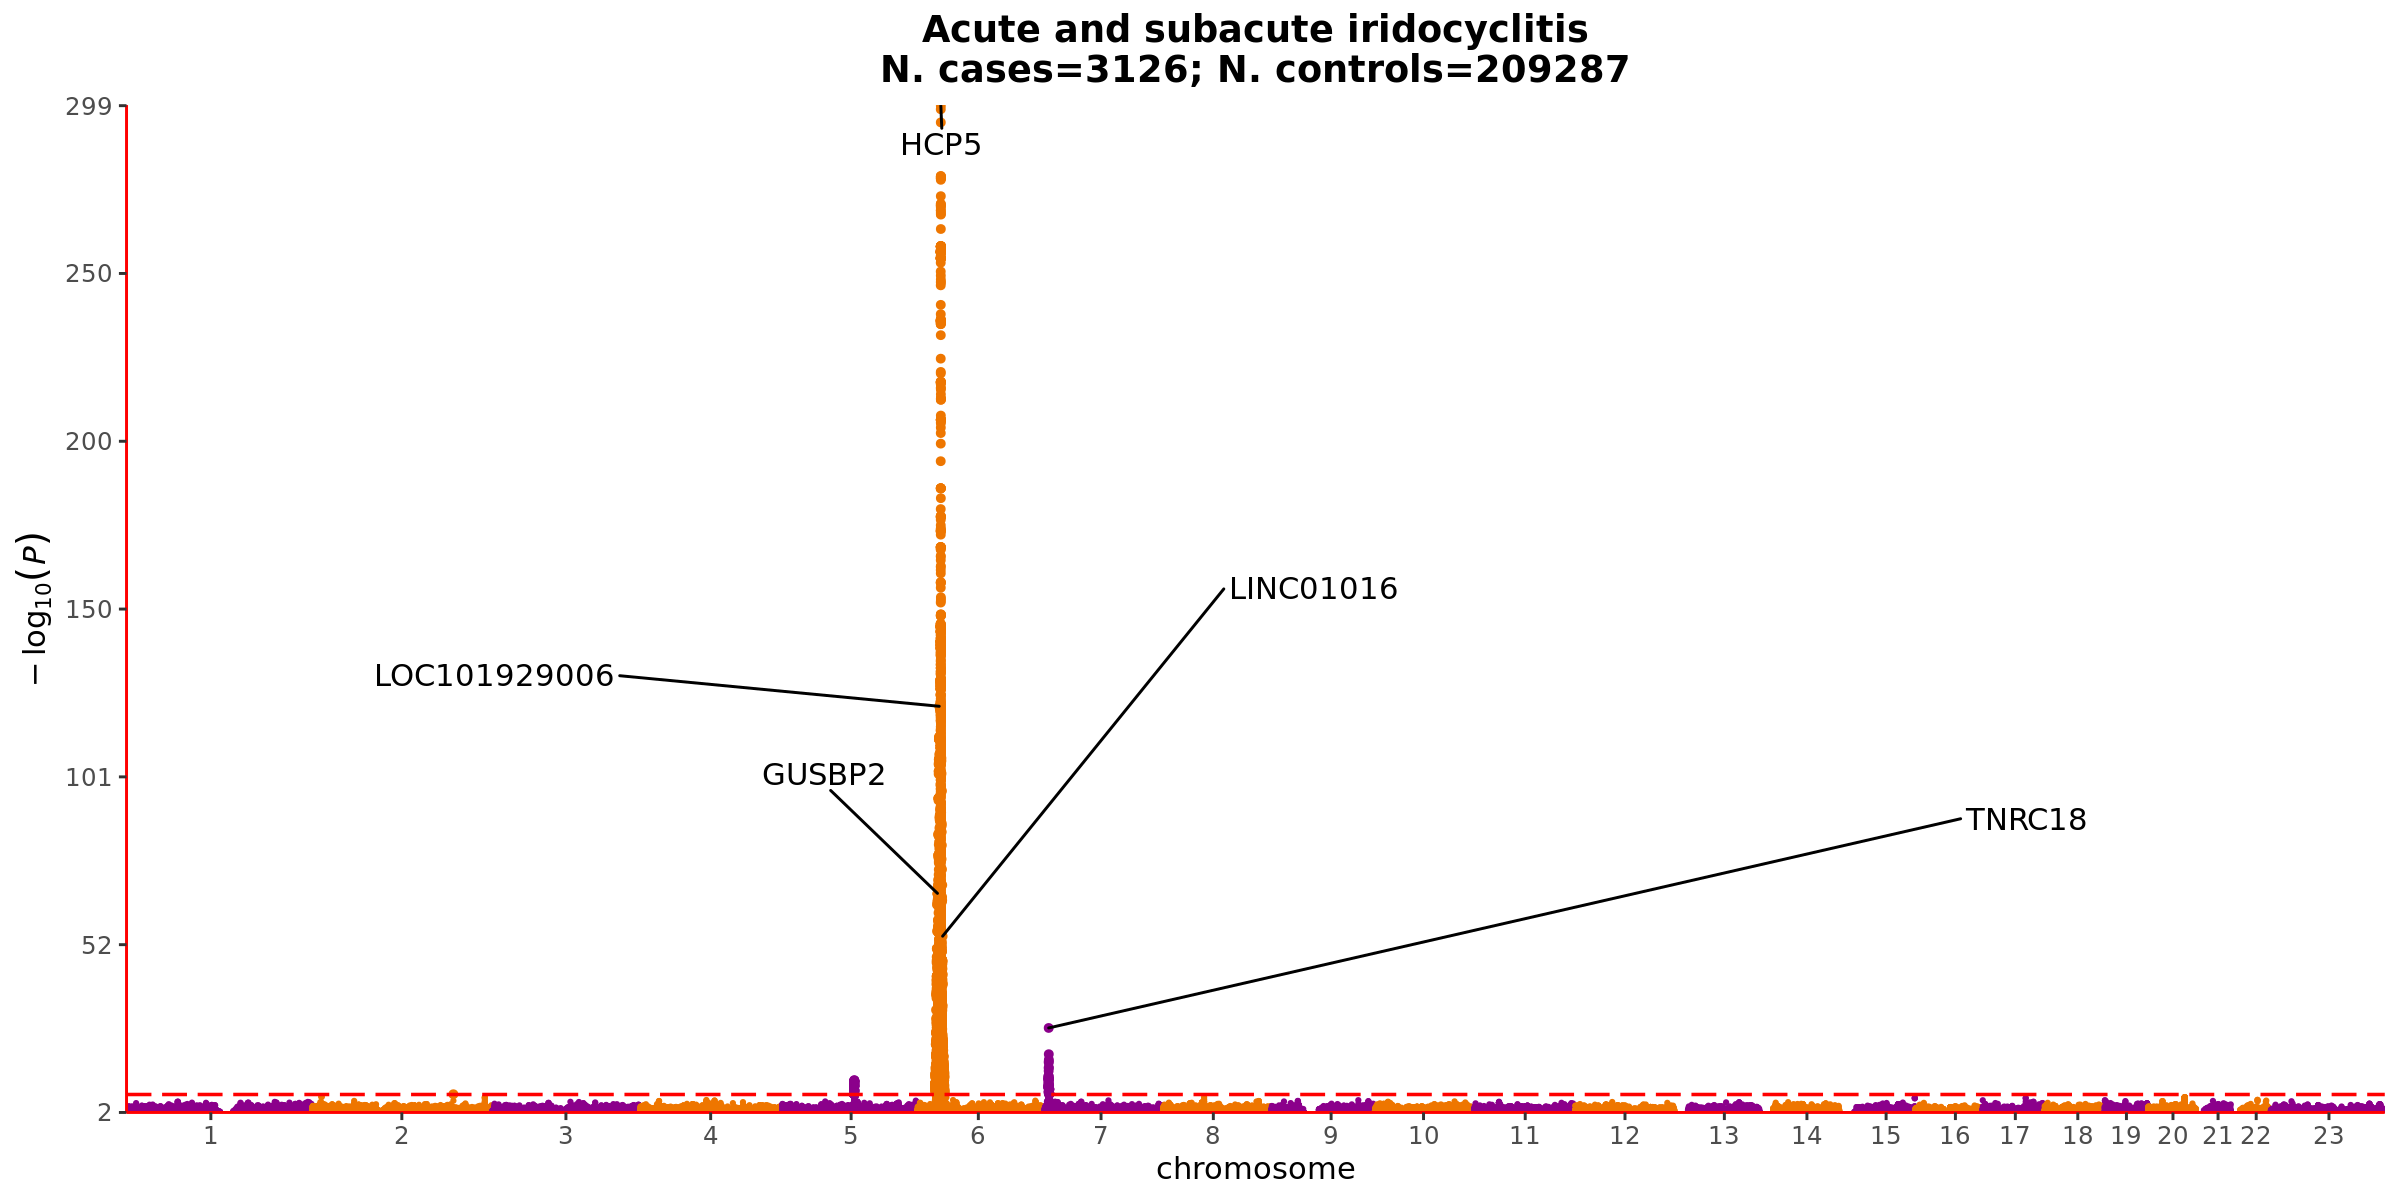 Acute and subacute iridocyclitis
N. cases=3126; N. controls=209287
299
HCP5
250
200
150
LINC01016
− log10(P)
LOC101929006
101
GUSBP2
TNRC18
52
2
1 2 3 4 5 6 7 8 9 10 11 12 13 14 15 16 17 18 19 20 21 22 23
chromosome